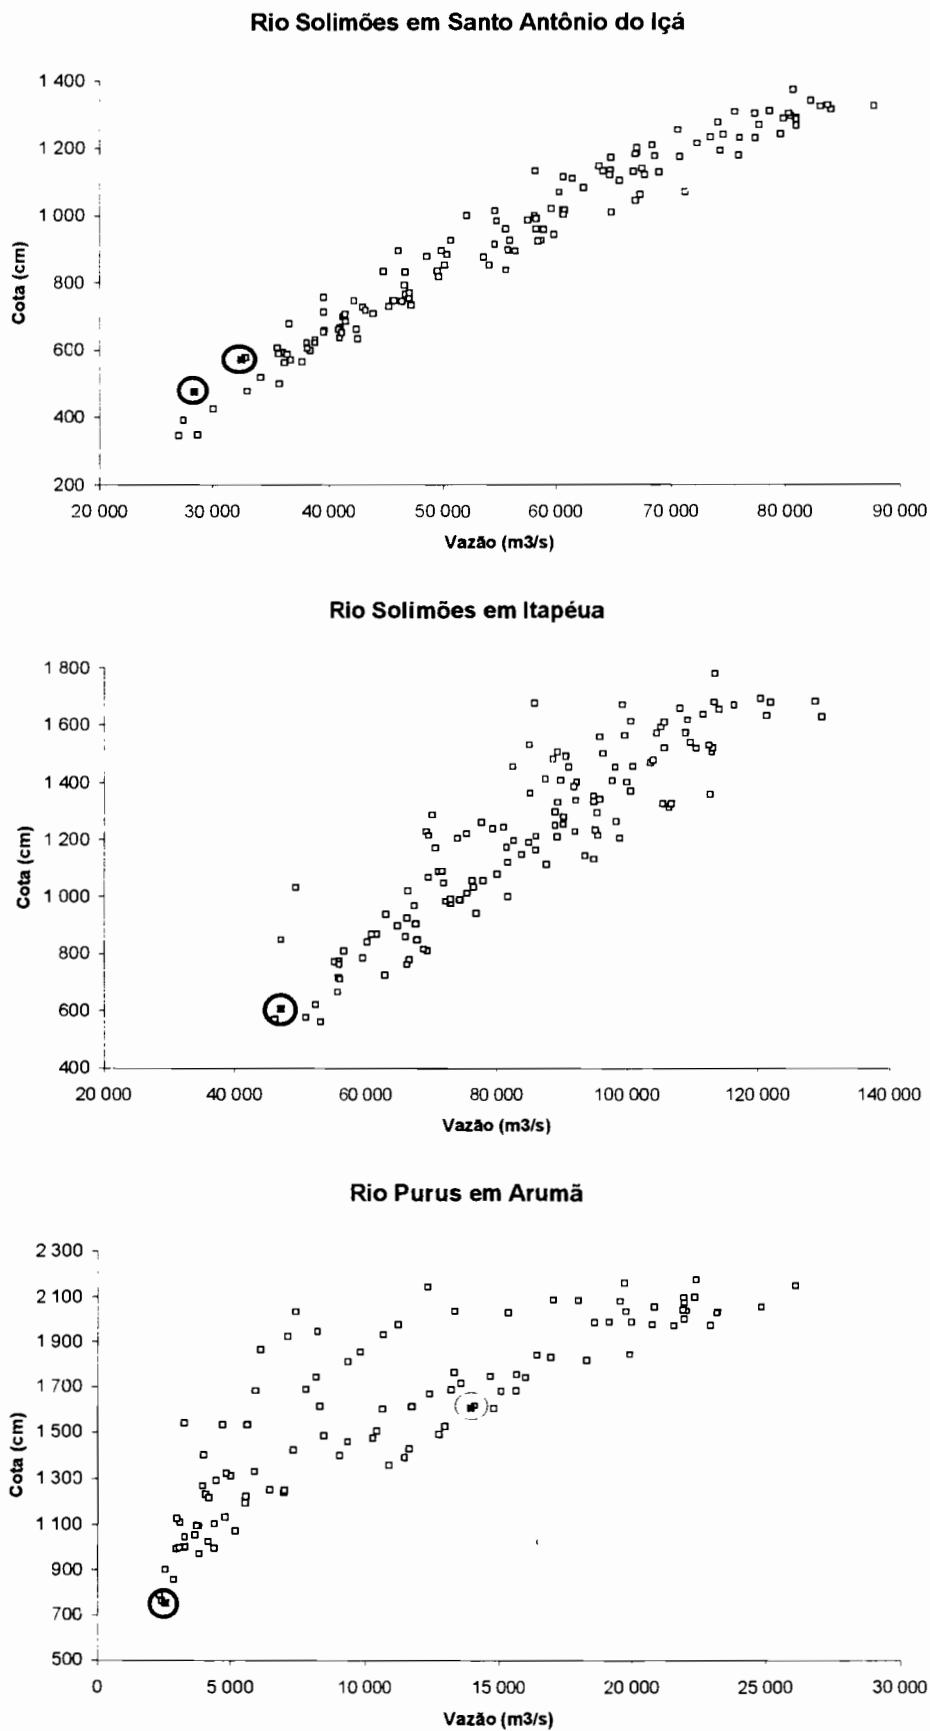 Rio Solimões em Santo Antônio do Içá
1 400
1 200
1 000
800
600
400
200
Cota (cm)
20 000 30 000 40 000 50 000 60 000 70 000 80 000 90 000
Vazão (m3/s)
Rio Solimões em Itapéua
1 800
1 600
1 400
1 200
1 000
800
600
400
Cota (cm)
20 000 40 000 60 000 80 000 100 000 120 000 140 000
Vazão (m3/s)
Rio Purus em Arumã
2 300
2 100
1 900
1 700
1 500
1 300
1 100
900
700
500
Cota (cm)
0 5 000 10 000 15 000 20 000 25 000 30 000
Vazão (m3/s)